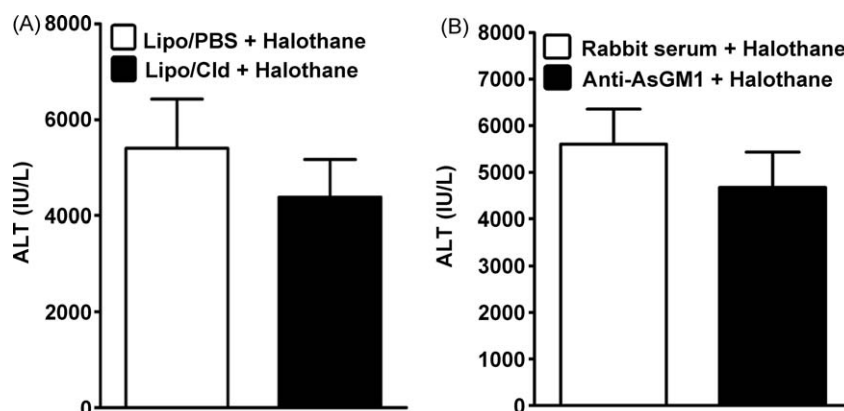 (A)
8000
6000
4000
2000
0
ALT (IU/L)
Lipo/PBS + Halothane
Lipo/Cld + Halothane
(B)
8000
7000
6000
5000
4000
3000
2000
1000
0
ALT (IU/L)
Rabbit serum + Halothane
Anti-AsGM1 + Halothane